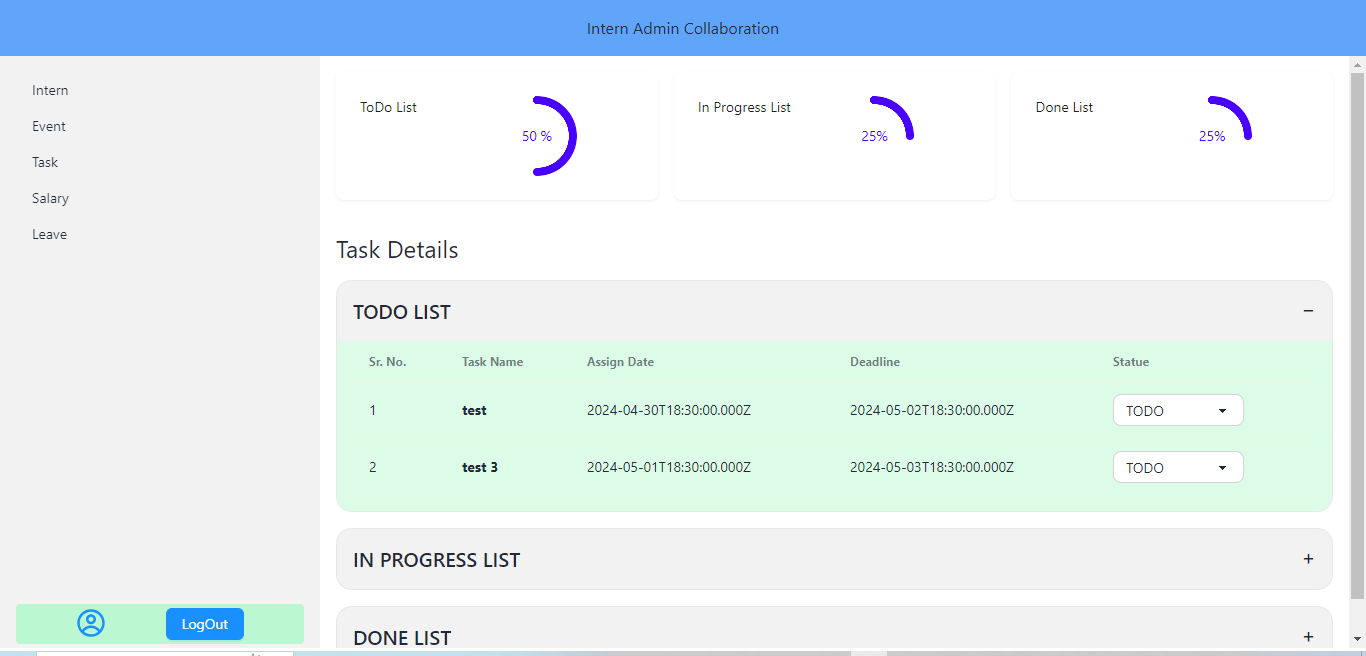 Intern Admin Collaboration
Intern
Event
Task
Salary
Leave
LogOut
ToDo List
50 %
In Progress List
25%
Done List
25%
Task Details
TODO LIST
Sr. No. Task Name Assign Date Deadline Statue
1 test 2024-04-30T18:30:00.000Z 2024-05-02T18:30:00.000Z TODO
2 test 3 2024-05-01T18:30:00.000Z 2024-05-03T18:30:00.000Z TODO
IN PROGRESS LIST
DONE LIST